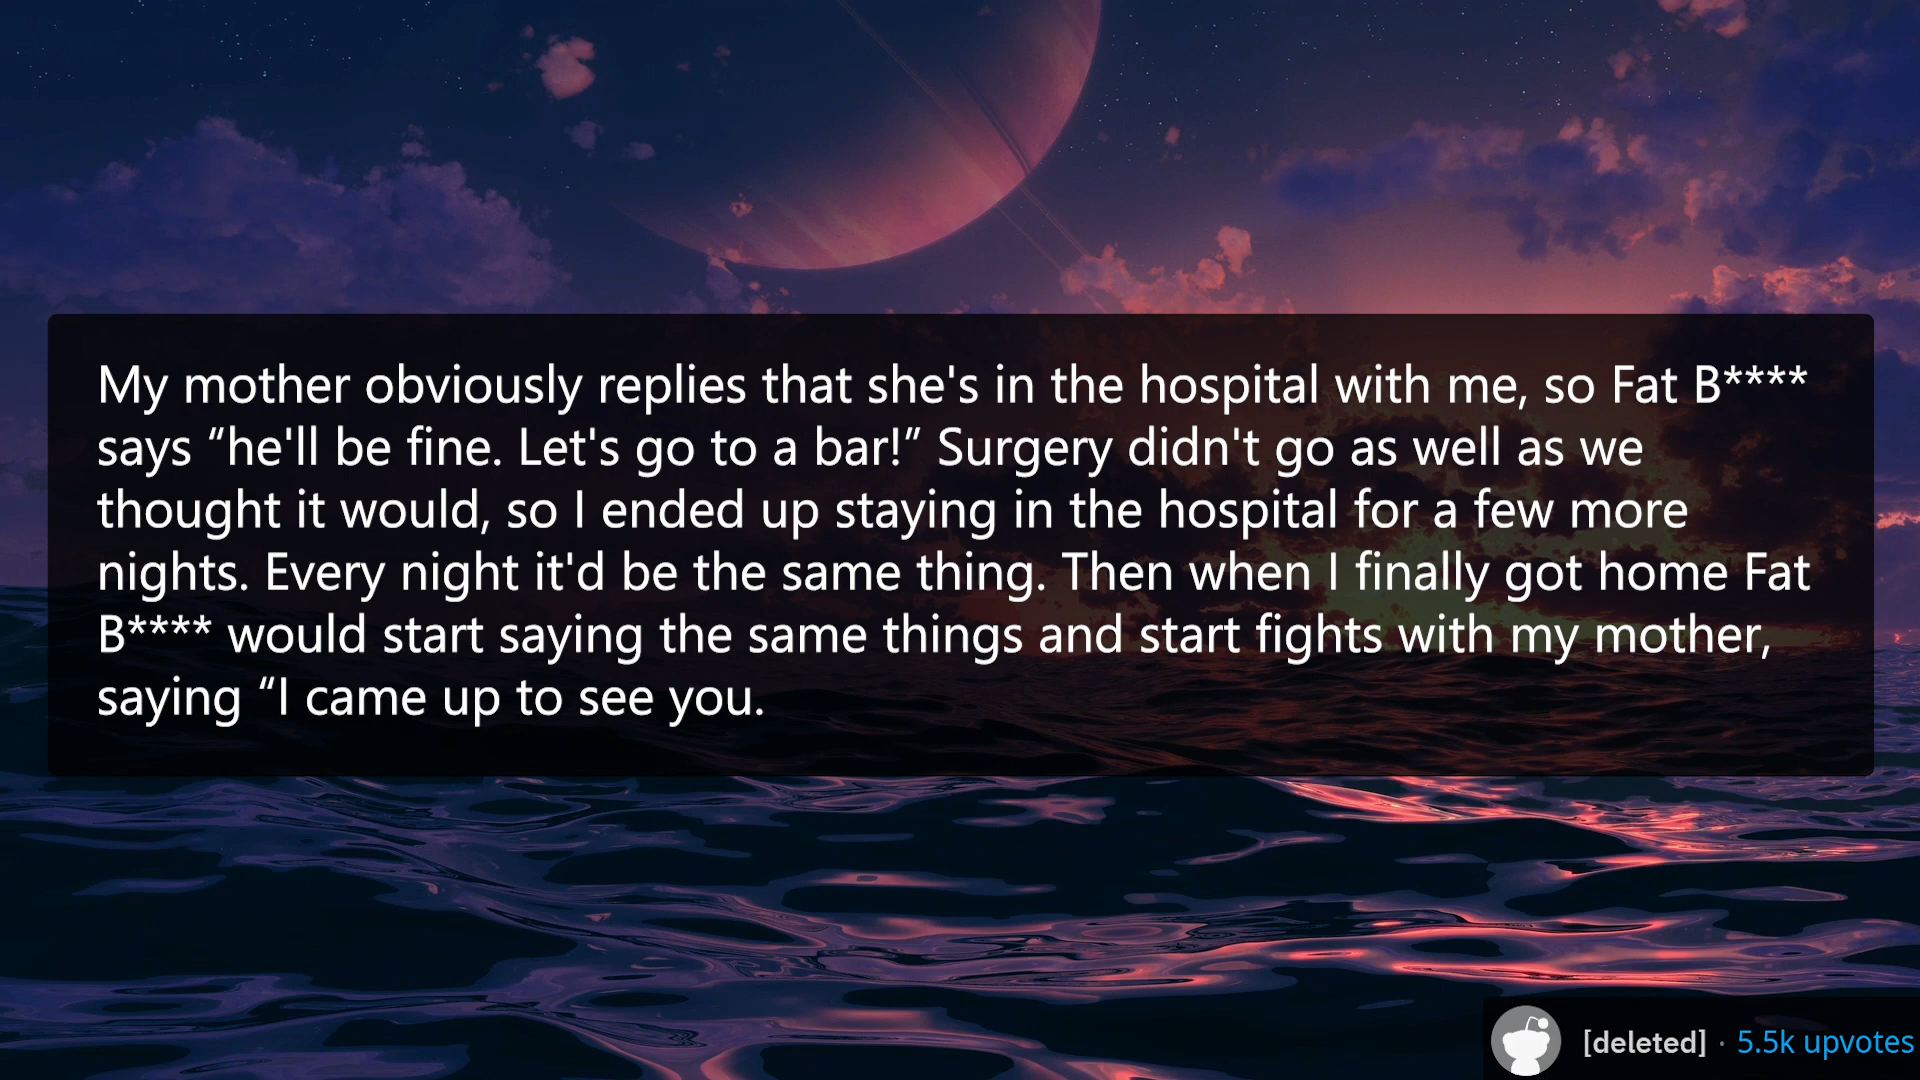 My mother obviously replies that she's in the hospital with me, so Fat B****
says “he'll be fine. Let's go to a bar!” Surgery didn't go as well as we
thought it would, so I ended up staying in the hospital for a few more
nights. Every night it'd be the same thing. Then when I finally got home Fat
B**** would start saying the same things and start fights with my mother,
saying “I came up to see you.
[deleted] · 5.5k upvotes